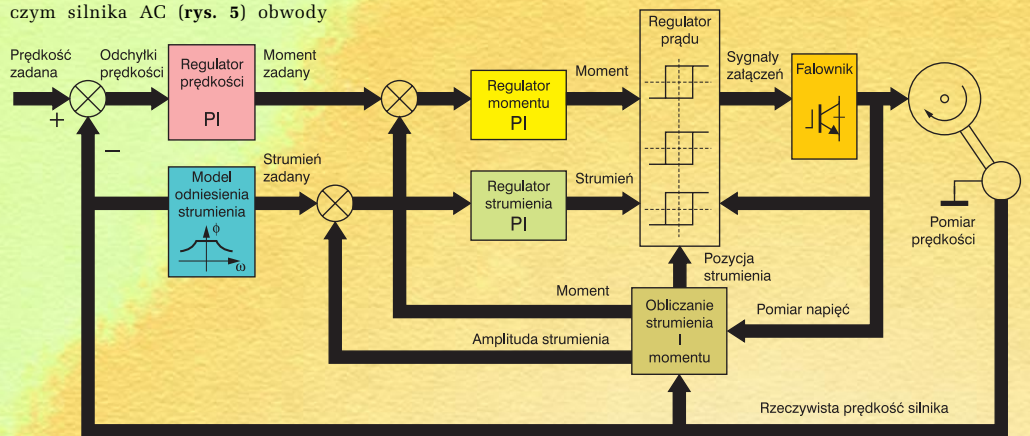 czym silnika AC (rys. 5) obwody
Prędkość
zadana
Odchyłki
prędkości
Regulator
prędkości
PI
Moment
zadany
Regulator
momentu
PI
Moment
Regulator
prądu
Sygnały
załączeń
Falownik
+
–
Model
odniesienia
strumienia
ϕ
ω
Strumień
zadany
Regulator
strumienia
PI
Strumień
Pomiar
prędkości
Pozycja
strumienia
Moment
Obliczanie
strumienia
I
momentu
Pomiar napięć
Amplituda strumienia
Rzeczywista prędkość silnika